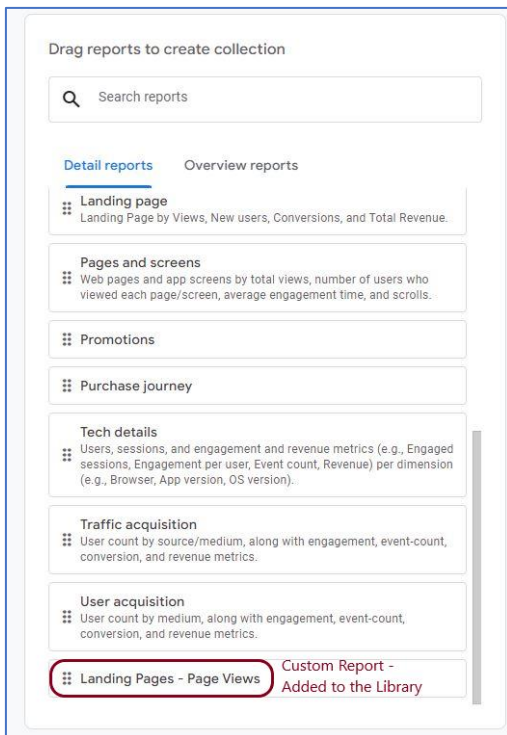 Drag reports to create collection
Search reports
Detail reports Overview reports
Landing page
Landing Page by Views, New users, Conversions, and Total Revenue.
Pages and screens
Web pages and app screens by total views, number of users who
viewed each page/screen, average engagement time, and scrolls.
Promotions
Purchase journey
Tech details
Users, sessions, and engagement and revenue metrics (e.g., Engaged
sessions, Engagement per user, Event count, Revenue) per dimension
(e.g., Browser, App version, OS version).
Traffic acquisition
User count by source/medium, along with engagement, event-count,
conversion, and revenue metrics.
User acquisition
User count by medium, along with engagement, event-count,
conversion, and revenue metrics.
Landing Pages - Page Views
Custom Report -
Added to the Library